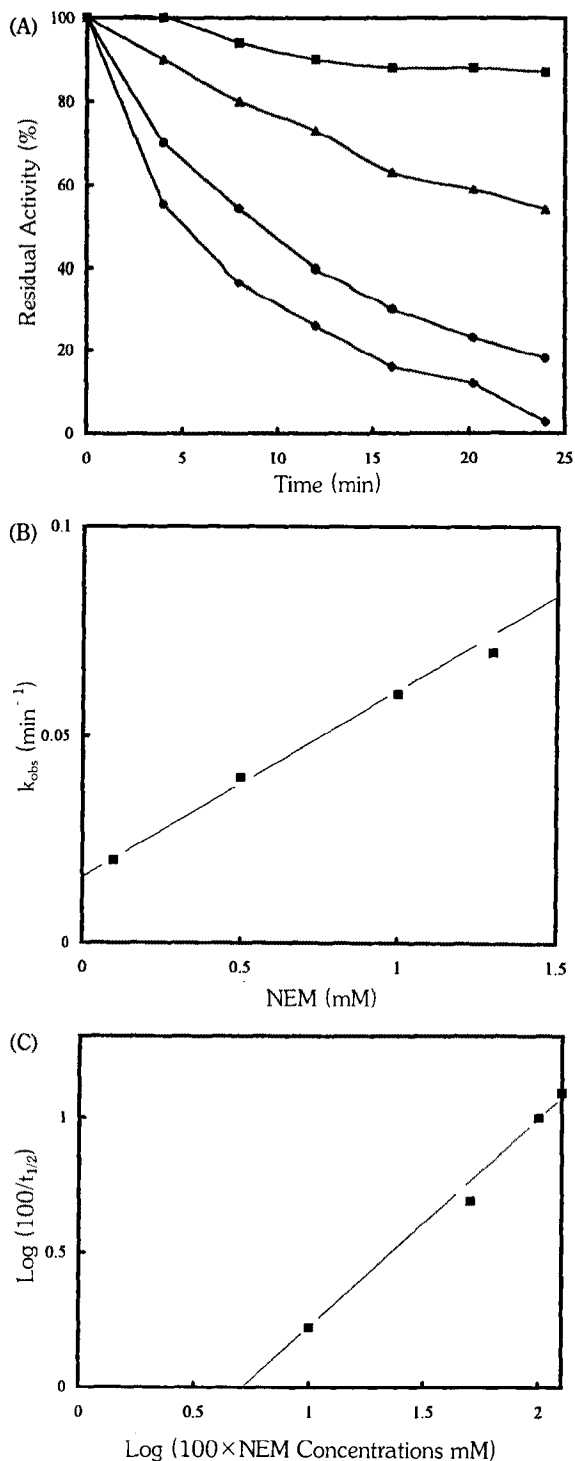 (A)
100
80
60
40
20
0
Residual Activity (%)
0 5 10 15 20 25
Time (min)
(B)
0.1
0.05
0
k_obs (min⁻¹)
0 0.5 1 1.5
NEM (mM)
(C)
1
0.5
0
Log (100/t_1/2)
0 0.5 1 1.5 2
Log (100×NEM Concentrations mM)